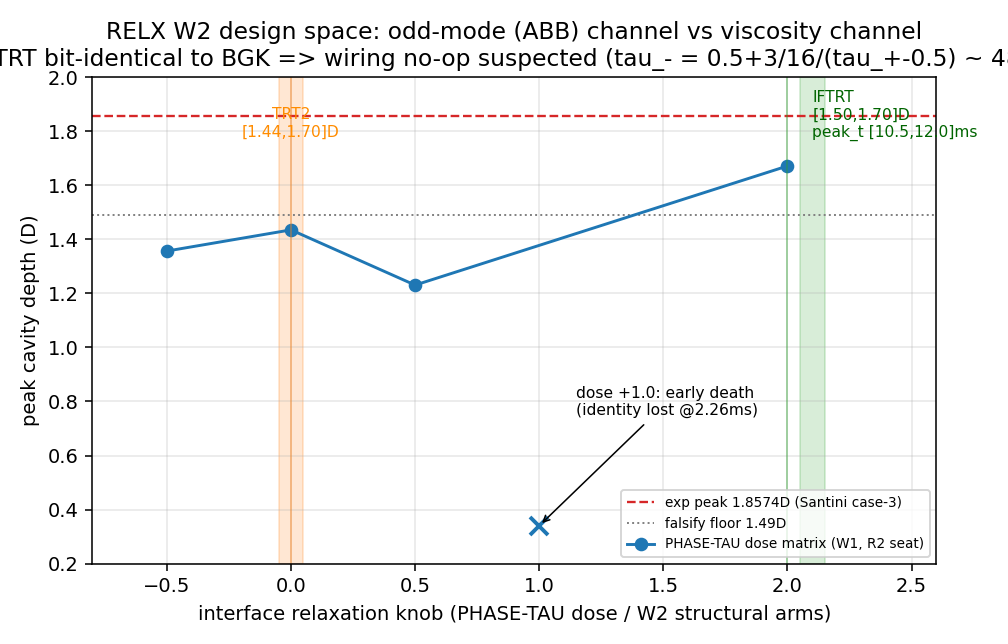 RELX W2 design space: odd-mode (ABB) channel vs viscosity channel
TRT bit-identical to BGK => wiring no-op suspected (tau_- = 0.5+3/16/(tau_+-0.5) ~
2.0
1.8
1.6
1.4
1.2
1.0
0.8
0.6
0.4
0.2
peak cavity depth (D)
TRT2
[1.44,1.70]D
IFTRT
[1.50,1.70]D
peak_t [10.5,12.0]ms
dose +1.0: early death
(identity lost @2.26ms)
exp peak 1.8574D (Santini case-3)
falsify floor 1.49D
PHASE-TAU dose matrix (W1, R2 seat)
−0.5 0.0 0.5 1.0 1.5 2.0 2.5
interface relaxation knob (PHASE-TAU dose / W2 structural arms)